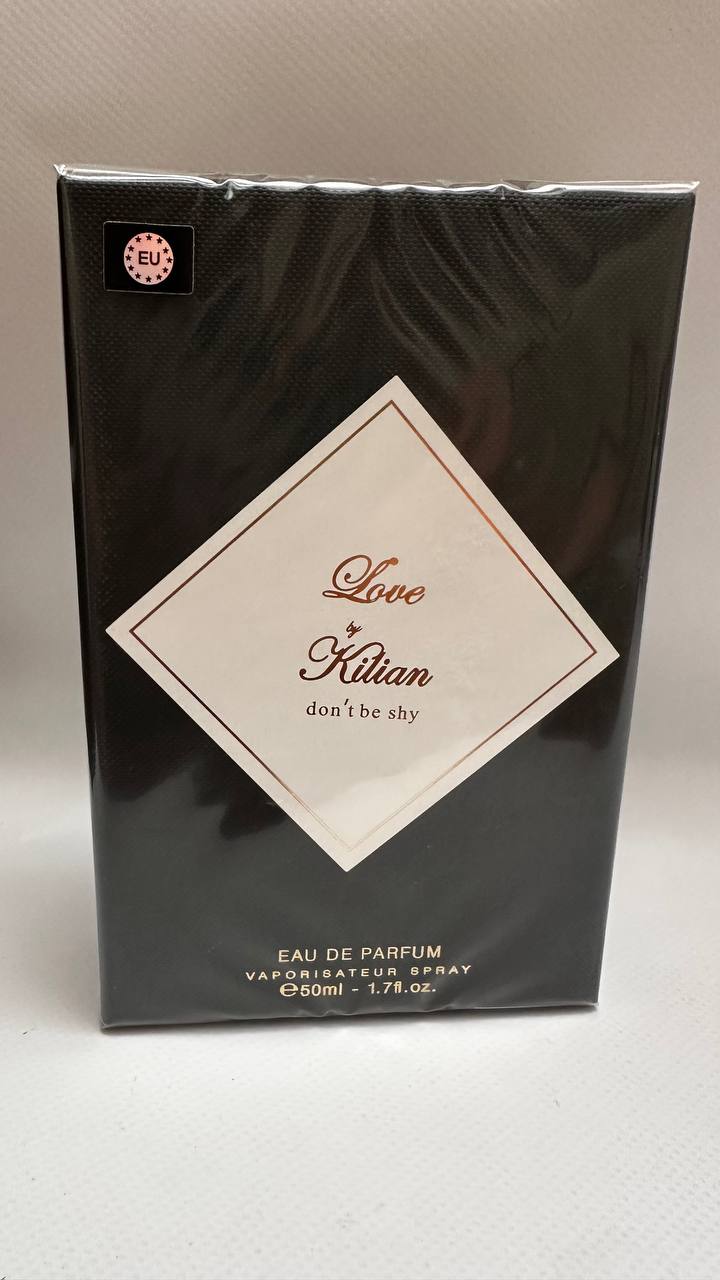 EU
Love
by
Kilian
don't be shy
EAU DE PARFUM
VAPORISATEUR SPRAY
℮50ml - 1.7fl.oz.